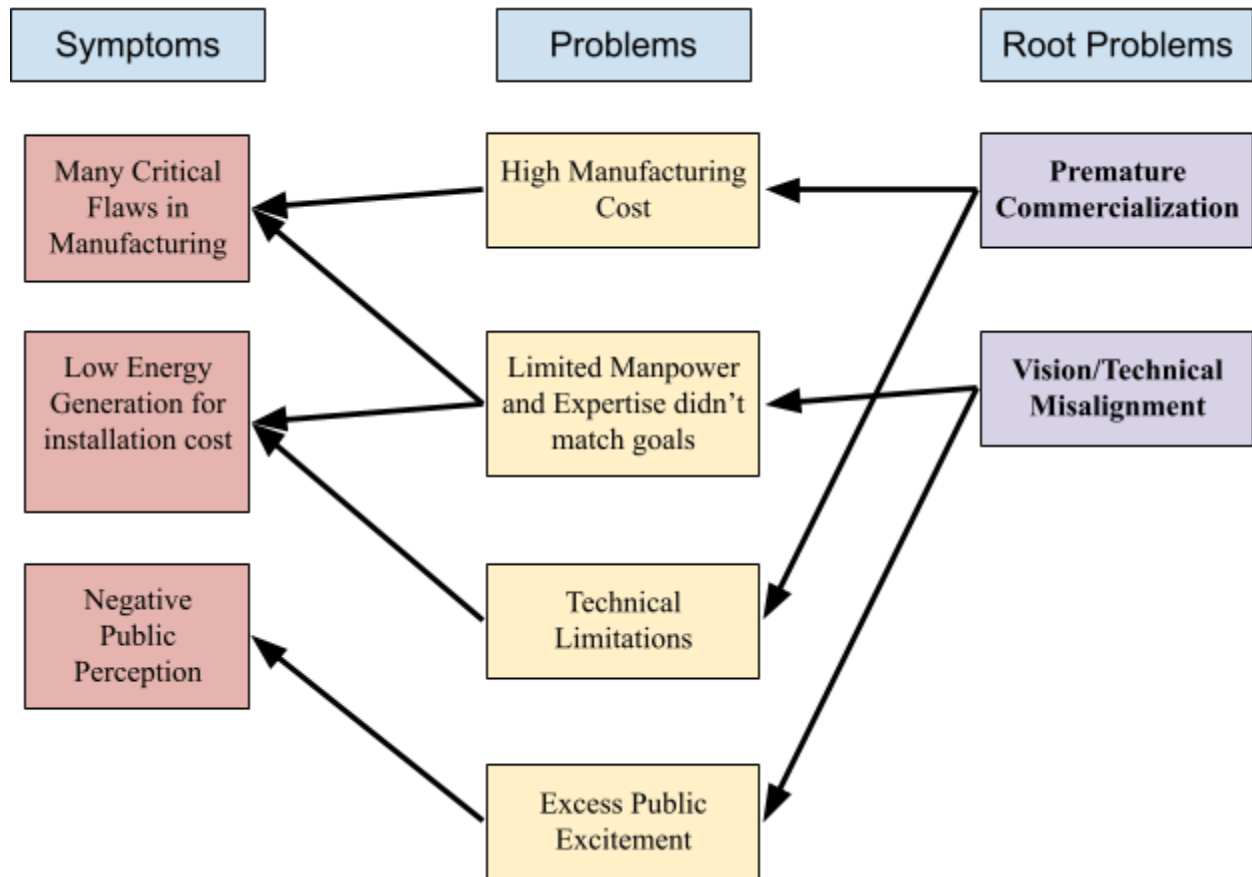 Symptoms
Problems
Root Problems
Many Critical
Flaws in
Manufacturing
High Manufacturing
Cost
Premature
Commercialization
Low Energy
Generation for
installation cost
Limited Manpower
and Expertise didn’t
match goals
Vision/Technical
Misalignment
Negative
Public
Perception
Technical
Limitations
Excess Public
Excitement